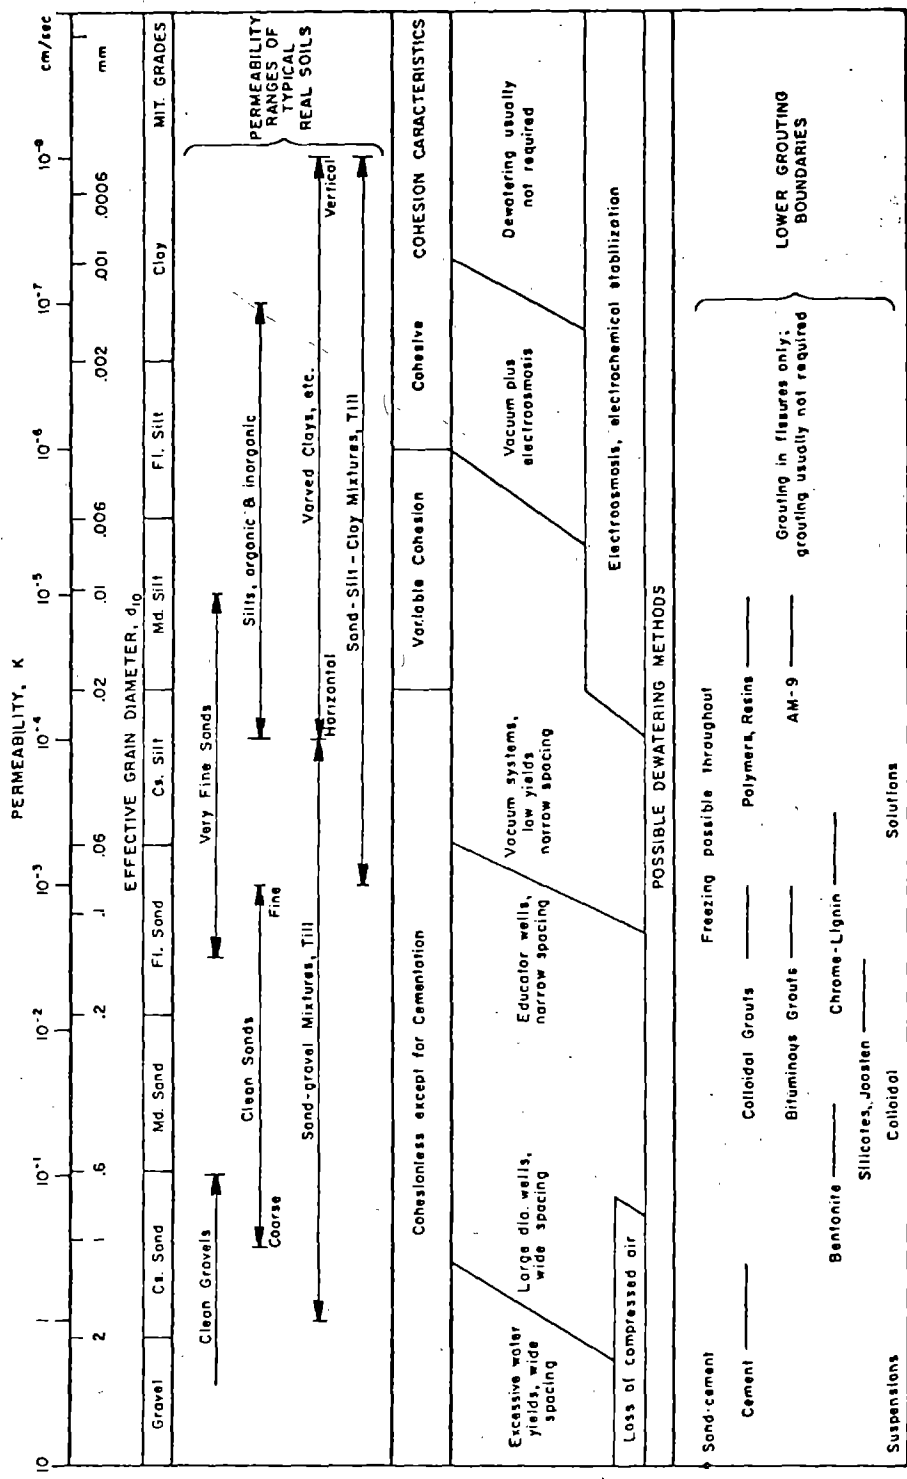 PERMEABILITY, K
10 1 10⁻¹ 10⁻² 10⁻³ 10⁻⁴ 10⁻⁵ 10⁻⁶ 10⁻⁷ 10⁻⁸ cm/sec
2 1 .6 .2 .1 .06 .02 .01 .006 .002 .001 .0006 mm
EFFECTIVE GRAIN DIAMETER, d₁₀
Gravel Cs. Sand Md. Sand Fi. Sand Cs. Silt Md. Silt Fi. Silt Clay MIT. GRADES
Clean Gravels
Very Fine Sands
Clean Sands
Coarse
Fine
Silts, organic & inorganic
Sand-gravel Mixtures, Till
Varved Clays, etc.
Horizontal
Vertical
Sand-Silt-Clay Mixtures, Till
PERMEABILITY
RANGES OF
TYPICAL
REAL SOILS
Cohesionless except for Cementation
Variable Cohesion
Cohesive
COHESION CARACTERISTICS
Excessive water
yields, wide
spacing
Large dia. wells,
wide spacing
Educator wells,
narrow spacing
Vacuum systems,
low yields
narrow spacing
Vacuum plus
electroosmosis
Dewatering usually
not required
Loss of compressed air
Electroosmosis, electrochemical stabilization
POSSIBLE DEWATERING METHODS
Sand-cement
Freezing possible throughout
Cement
Colloidal Grouts
Polymers, Resins
Bituminous Grouts
AM-9
Bentonite
Chrome-Lignin
Silicates, Joosten
Suspensions
Colloidal
Solutions
Grouting in fissures only;
grouting usually not required
LOWER GROUTING
BOUNDARIES